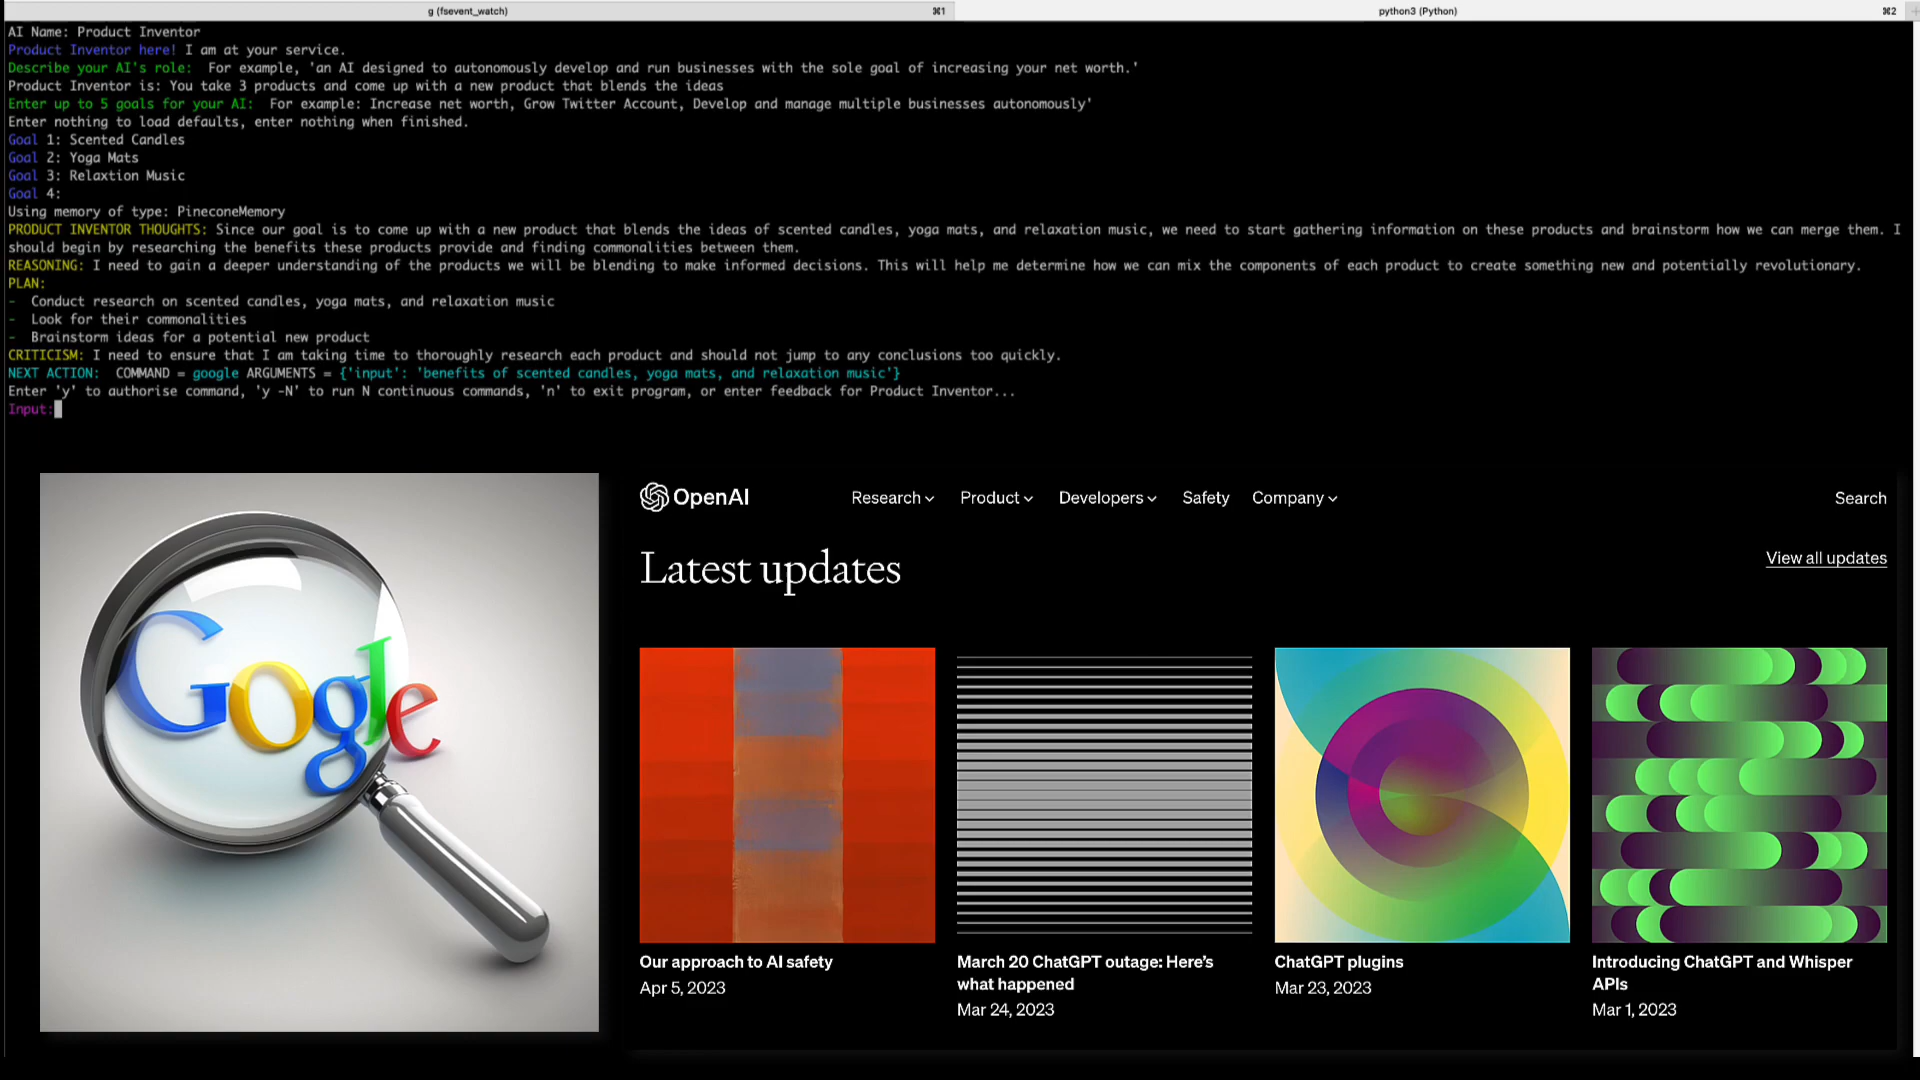 g (fsevent_watch) ⌘1 python3 (Python) ⌘2
AI Name: Product Inventor
Product Inventor here! I am at your service.
Describe your AI's role: For example, 'an AI designed to autonomously develop and run businesses with the sole goal of increasing your net worth.'
Product Inventor is: You take 3 products and come up with a new product that blends the ideas
Enter up to 5 goals for your AI: For example: Increase net worth, Grow Twitter Account, Develop and manage multiple businesses autonomously'
Enter nothing to load defaults, enter nothing when finished.
Goal 1: Scented Candles
Goal 2: Yoga Mats
Goal 3: Relaxtion Music
Goal 4:
Using memory of type: PineconeMemory
PRODUCT INVENTOR THOUGHTS: Since our goal is to come up with a new product that blends the ideas of scented candles, yoga mats, and relaxation music, we need to start gathering information on these products and brainstorm how we can merge them. I
should begin by researching the benefits these products provide and finding commonalities between them.
REASONING: I need to gain a deeper understanding of the products we will be blending to make informed decisions. This will help me determine how we can mix the components of each product to create something new and potentially revolutionary.
PLAN:
- Conduct research on scented candles, yoga mats, and relaxation music
- Look for their commonalities
- Brainstorm ideas for a potential new product
CRITICISM: I need to ensure that I am taking time to thoroughly research each product and should not jump to any conclusions too quickly.
NEXT ACTION: COMMAND = google ARGUMENTS = {'input': 'benefits of scented candles, yoga mats, and relaxation music'}
Enter 'y' to authorise command, 'y -N' to run N continuous commands, 'n' to exit program, or enter feedback for Product Inventor...
Input:
Gogle
OpenAI Research Product Developers Safety Company Search
Latest updates
View all updates
Our approach to AI safety
Apr 5, 2023
March 20 ChatGPT outage: Here's
what happened
Mar 24, 2023
ChatGPT plugins
Mar 23, 2023
Introducing ChatGPT and Whisper
APIs
Mar 1, 2023